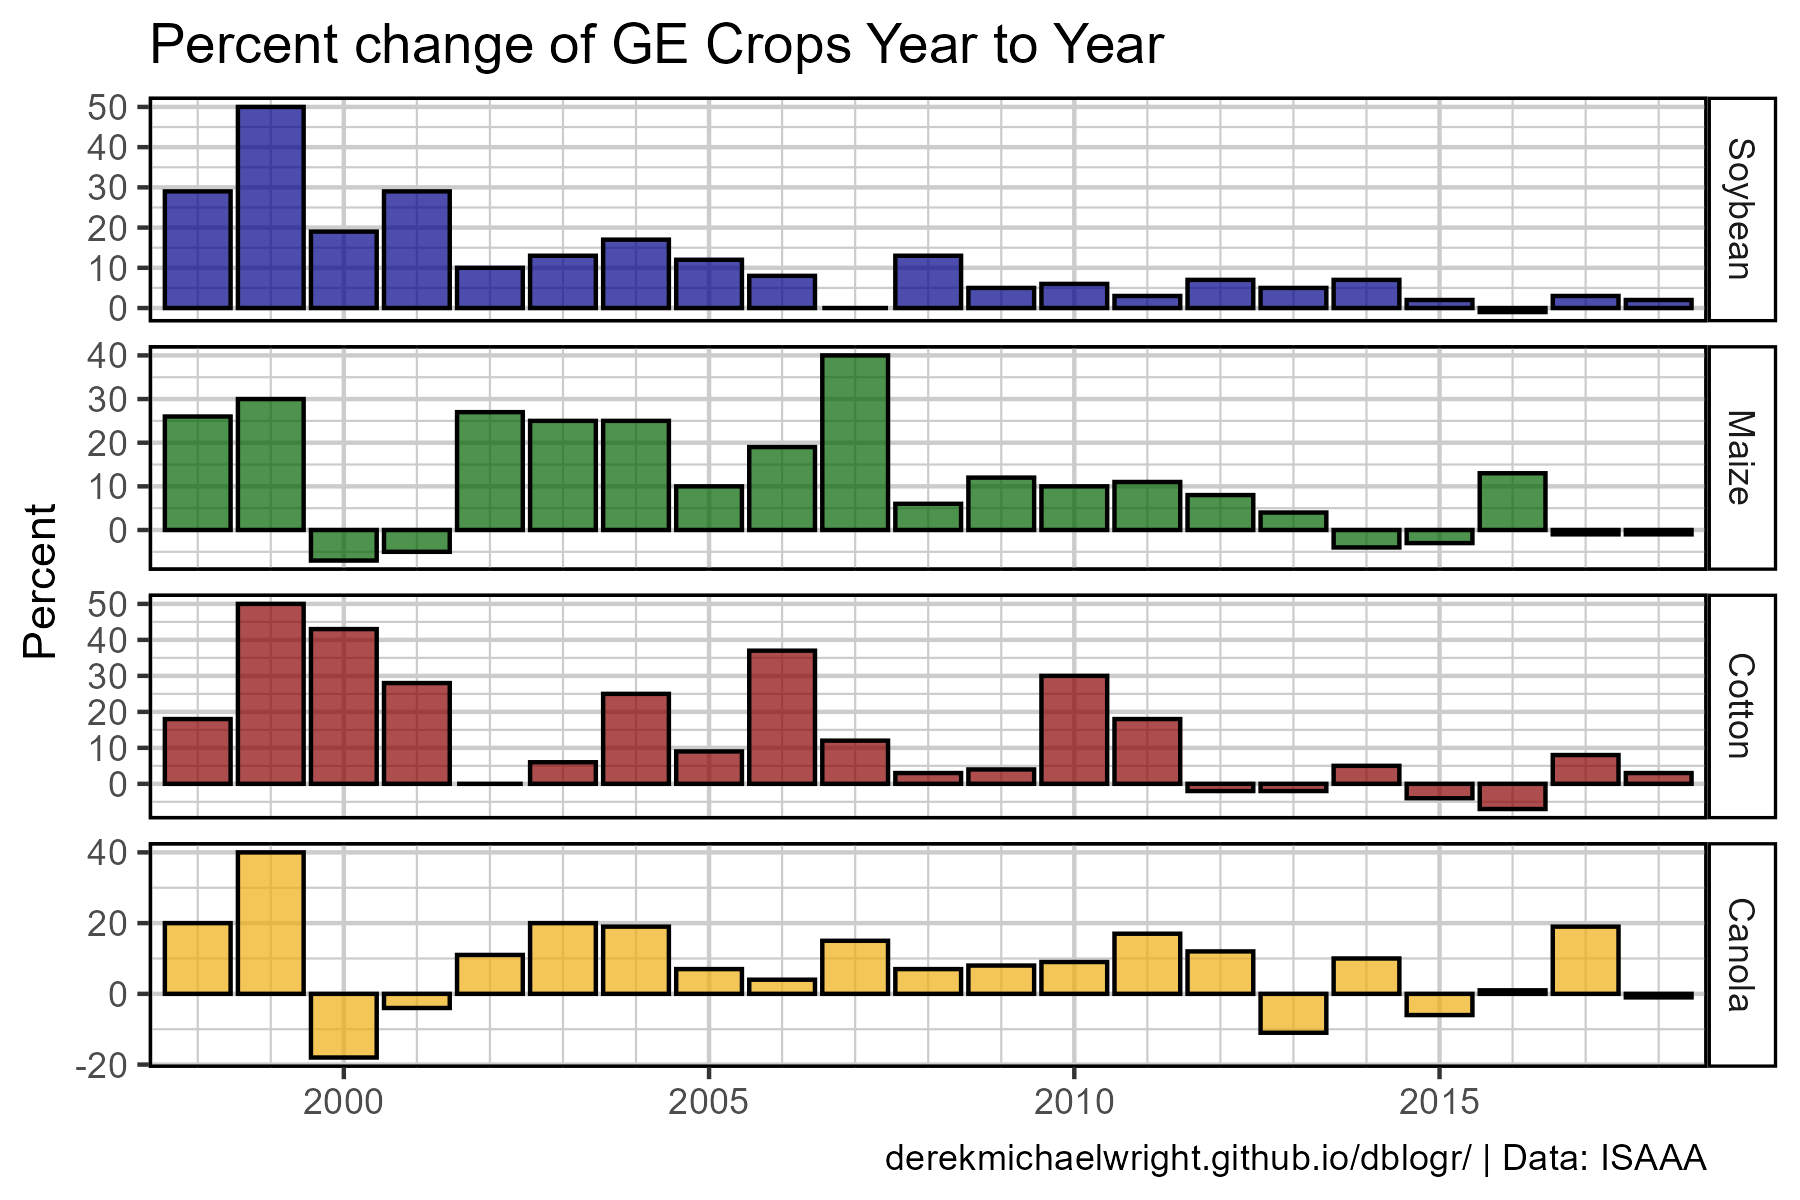 Percent change of GE Crops Year to Year
50
40
30
20
10
0
Soybean
40
30
20
10
0
Maize
Percent
50
40
30
20
10
0
Cotton
40
20
0
-20
Canola
2000 2005 2010 2015
derekmichaelwright.github.io/dblogr/ | Data: ISAAA